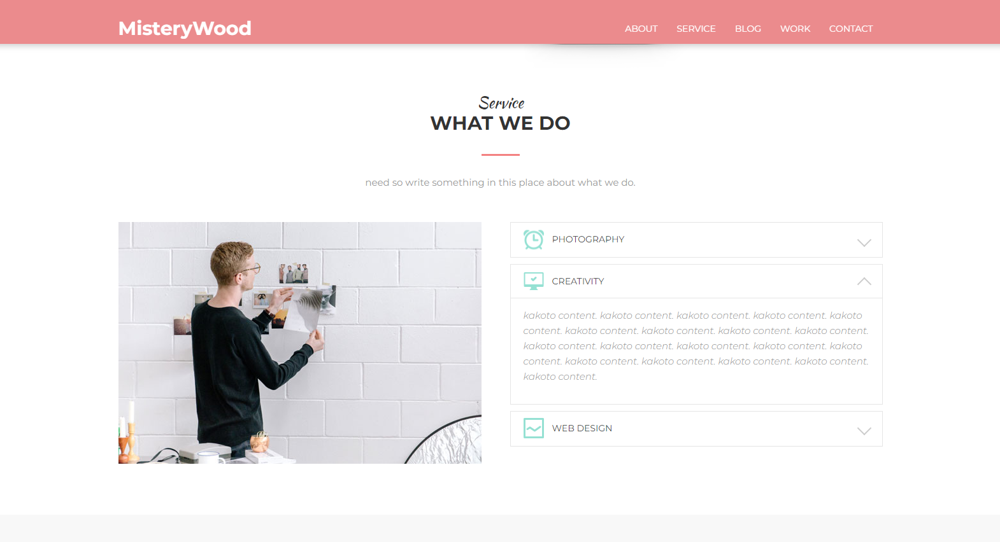 MisteryWood
ABOUT SERVICE BLOG WORK CONTACT
Service
WHAT WE DO
need so write something in this place about what we do.
PHOTOGRAPHY
CREATIVITY
kakoto content. kakoto content. kakoto content. kakoto content. kakoto
content. kakoto content. kakoto content. kakoto content. kakoto content.
kakoto content. kakoto content. kakoto content. kakoto content. kakoto
content. kakoto content. kakoto content. kakoto content. kakoto content.
kakoto content.
WEB DESIGN